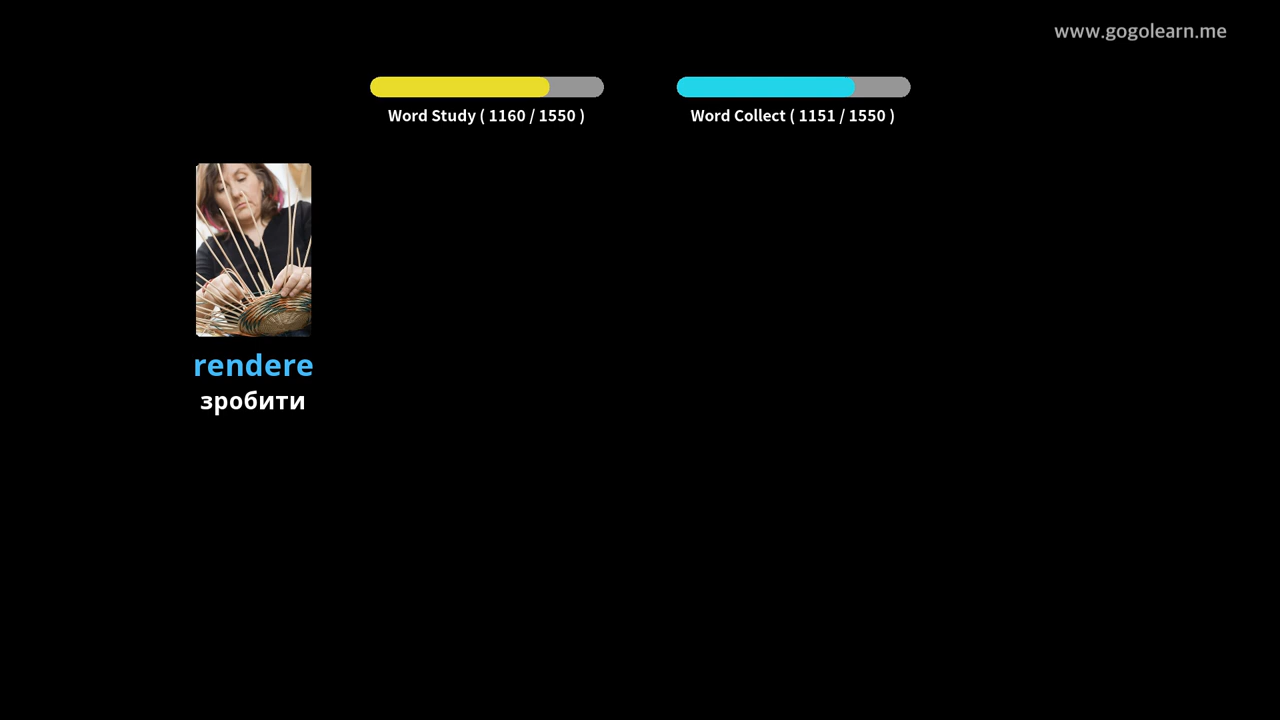 www.gogolearn.me
Word Study ( 1160 / 1550 )
Word Collect ( 1151 / 1550 )
rendere
зробити